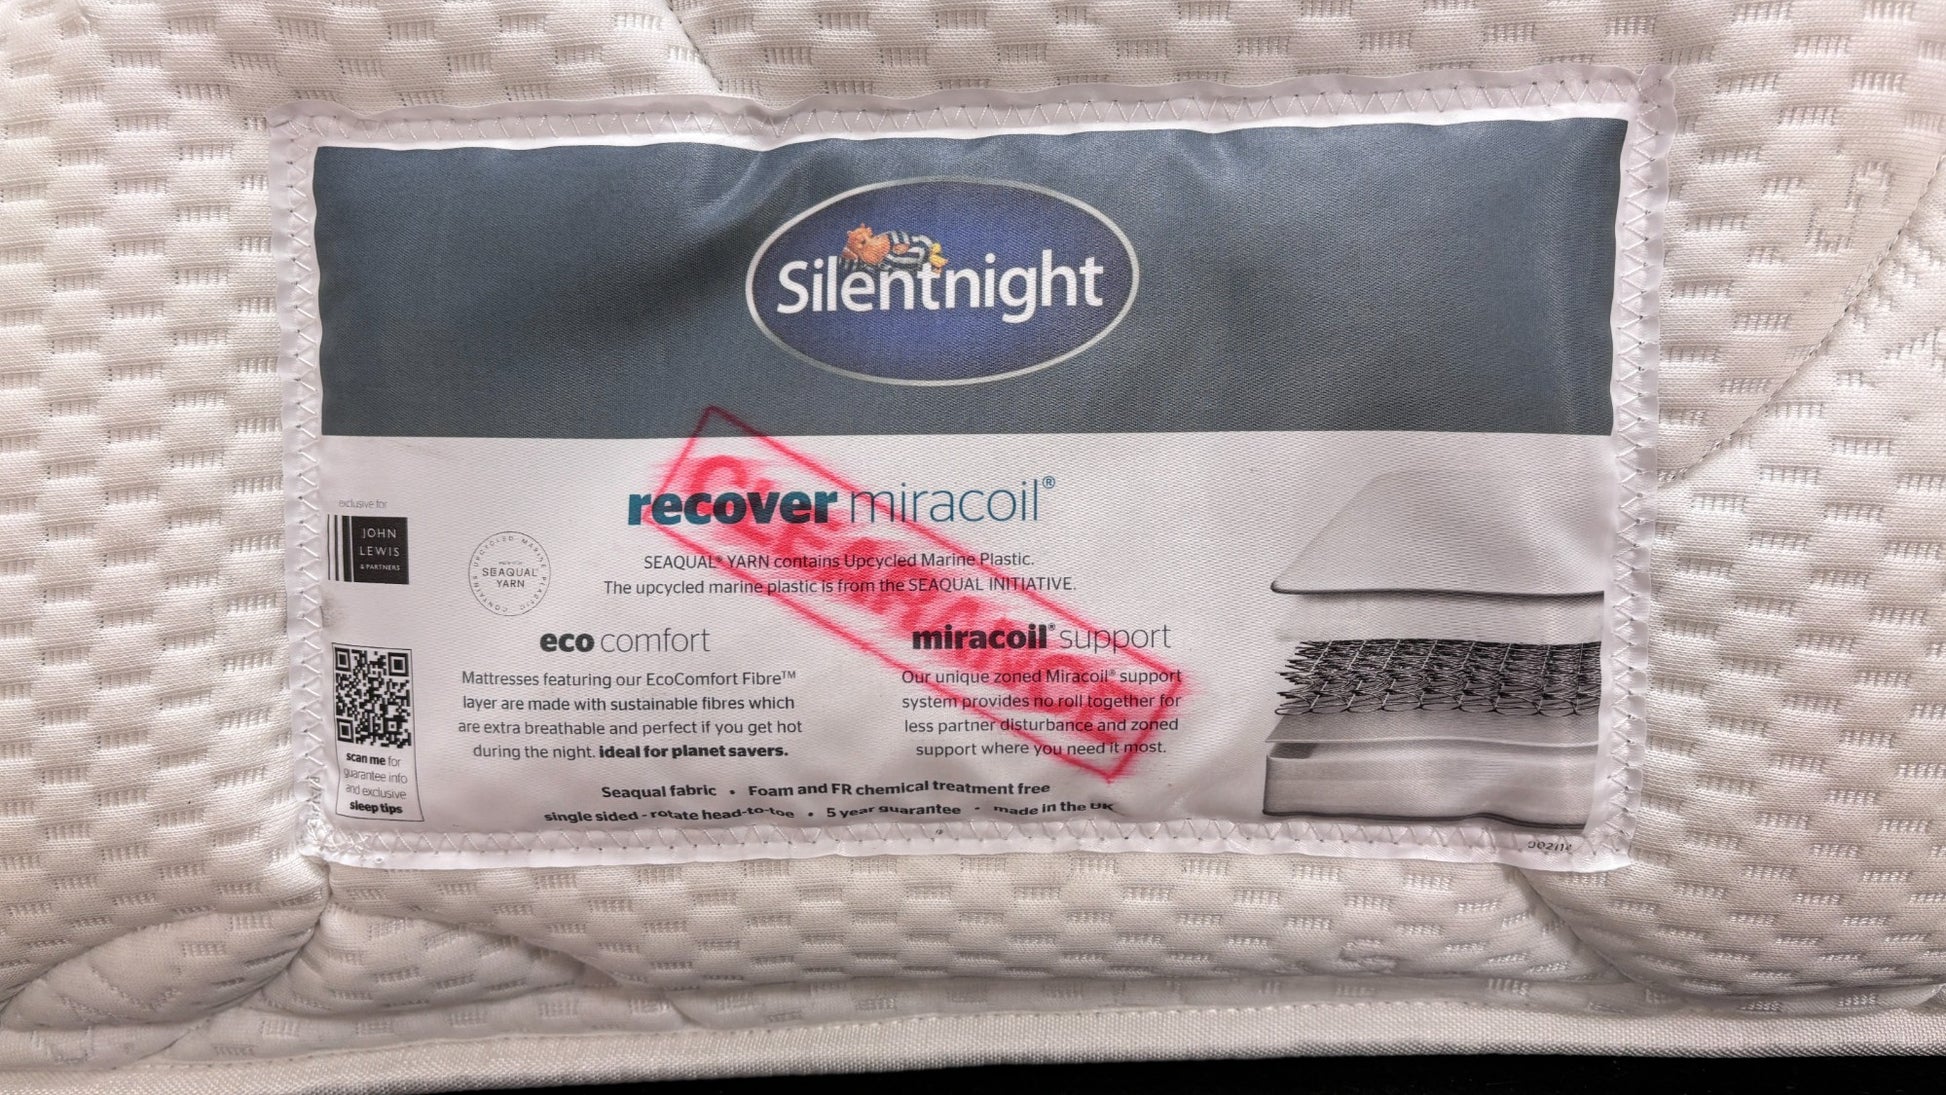 Silentnight
CLEARANCE
recover miracoil®
SEAQUAL® YARN contains Upcycled Marine Plastic.
The upcycled marine plastic is from the SEAQUAL INITIATIVE.
exclusive for
JOHN
LEWIS
& PARTNERS
SEAQUAL®
YARN
CONTAINS UPCYCLED MARINE PLASTIC
eco comfort
Mattresses featuring our EcoComfort Fibre™
layer are made with sustainable fibres which
are extra breathable and perfect if you get hot
during the night. ideal for planet savers.
miracoil® support
Our unique zoned Miracoil® support
system provides no roll together for
less partner disturbance and zoned
support where you need it most.
scan me for
guarantee info
and exclusive
sleep tips
Seaqual fabric • Foam and FR chemical treatment free
single sided - rotate head-to-toe • 5 year guarantee • made in the UK